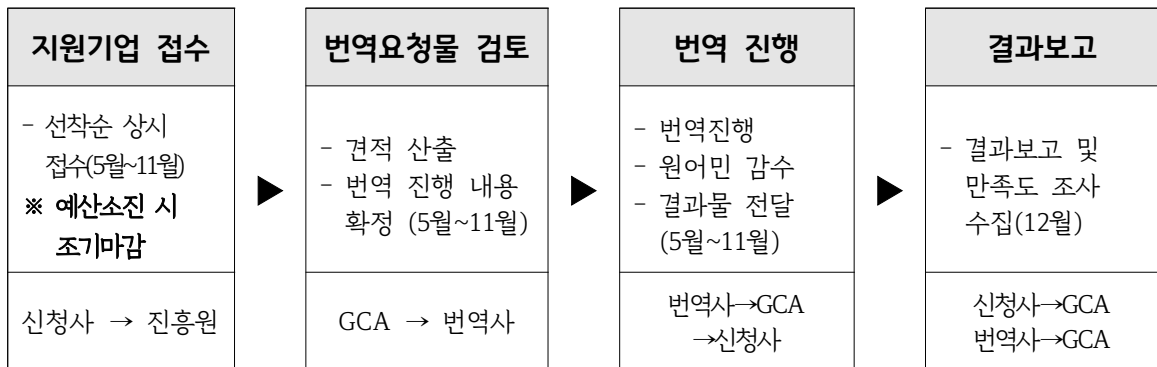 지원기업 접수
- 선착순 상시
접수(5월~11월)
※ 예산소진 시
조기마감
신청사 → 진흥원
번역요청물 검토
- 견적 산출
- 번역 진행 내용
확정 (5월~11월)
GCA → 번역사
번역 진행
- 번역진행
- 원어민 감수
- 결과물 전달
(5월~11월)
번역사→GCA
→신청사
결과보고
- 결과보고 및
만족도 조사
수집(12월)
신청사→GCA
번역사→GCA